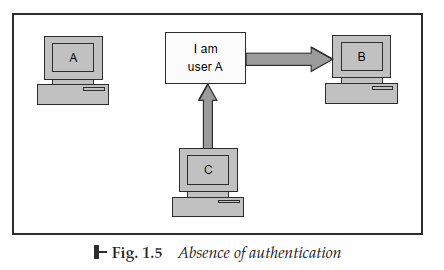 A
I am
user A
B
C
Fig. 1.5 Absence of authentication